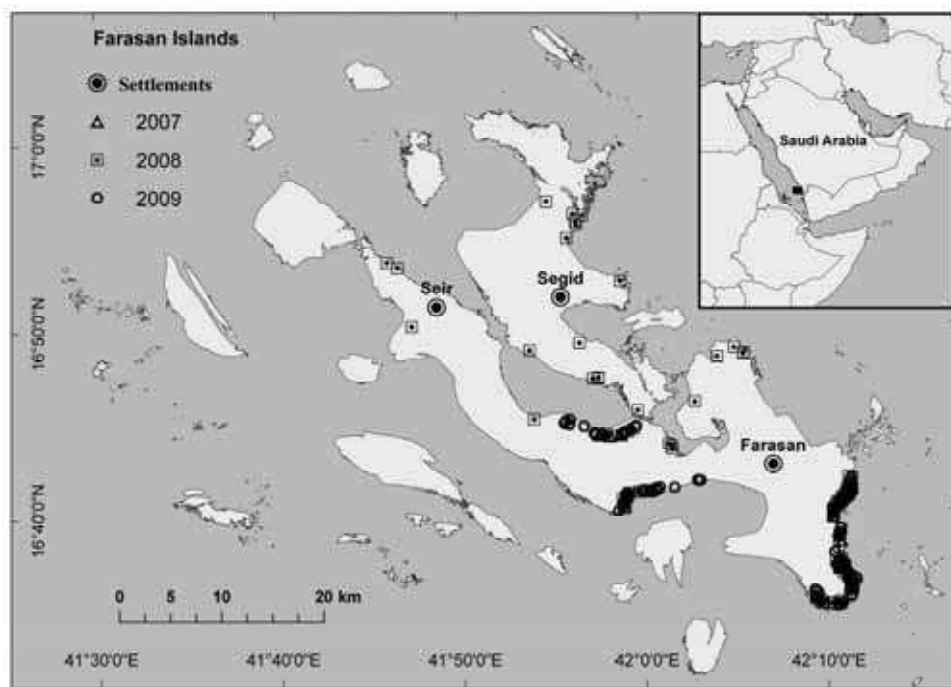 Farasan Islands
Settlements
2007
2008
2009
Saudi Arabia
Seir
Segid
Farasan
0 5 10 20 km
17°0'0"N
16°50'0"N
16°40'0"N
41°30'0"E 41°40'0"E 41°50'0"E 42°0'0"E 42°10'0"E